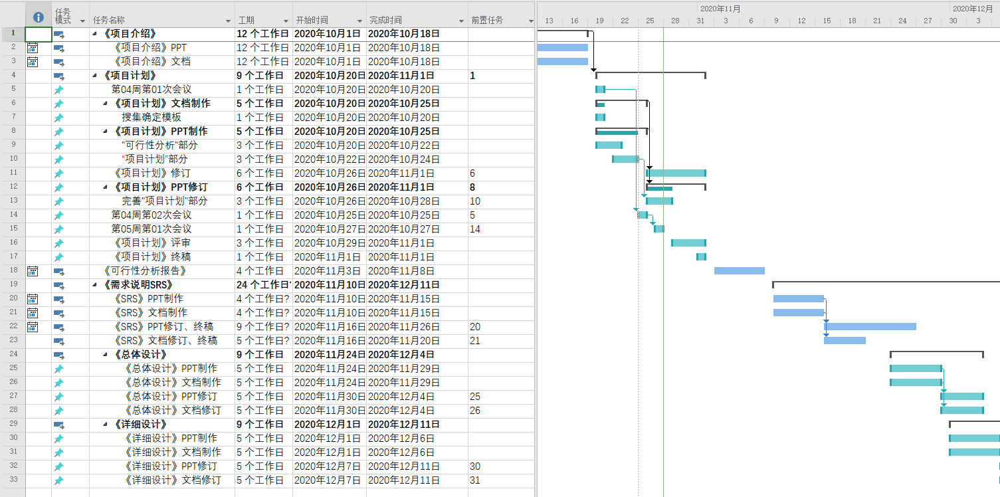 2020年11月 2020年12月
任务模式 任务名称 工期 开始时间 完成时间 前置任务 13 16 19 22 25 28 31 3 6 9 12 15 18 21 24 27 30 3
1 《项目介绍》 12 个工作日 2020年10月1日 2020年10月18日
2 《项目介绍》PPT 12 个工作日 2020年10月1日 2020年10月18日
3 《项目介绍》文档 12 个工作日 2020年10月1日 2020年10月18日
4 《项目计划》 9 个工作日 2020年10月20日 2020年11月1日 1
5 第04周第01次会议 1 个工作日 2020年10月20日 2020年10月20日
6 《项目计划》文档制作 5 个工作日 2020年10月20日 2020年10月25日
7 搜集确定模板 1 个工作日 2020年10月20日 2020年10月20日
8 《项目计划》PPT制作 5 个工作日 2020年10月20日 2020年10月25日
9 "可行性分析"部分 3 个工作日 2020年10月20日 2020年10月22日
10 “项目计划”部分 3 个工作日 2020年10月22日 2020年10月24日
11 《项目计划》修订 6 个工作日 2020年10月26日 2020年11月1日 6
12 《项目计划》PPT修订 6 个工作日 2020年10月26日 2020年11月1日 8
13 完善"项目计划"部分 3 个工作日 2020年10月26日 2020年10月28日 10
14 第04周第02次会议 1 个工作日 2020年10月25日 2020年10月25日 5
15 第05周第01次会议 1 个工作日 2020年10月27日 2020年10月27日 14
16 《项目计划》评审 3 个工作日 2020年10月29日 2020年11月1日
17 《项目计划》终稿 1 个工作日 2020年11月1日 2020年11月1日
18 《可行性分析报告》 4 个工作日 2020年11月3日 2020年11月8日
19 《需求说明SRS》 24 个工作日? 2020年11月10日 2020年12月11日
20 《SRS》PPT制作 4 个工作日? 2020年11月10日 2020年11月15日
21 《SRS》文档制作 4 个工作日? 2020年11月10日 2020年11月15日
22 《SRS》PPT修订、终稿 9 个工作日? 2020年11月16日 2020年11月26日 20
23 《SRS》文档修订、终稿 5 个工作日? 2020年11月16日 2020年11月20日 21
24 《总体设计》 9 个工作日 2020年11月24日 2020年12月4日
25 《总体设计》PPT制作 5 个工作日 2020年11月24日 2020年11月29日
26 《总体设计》文档制作 5 个工作日 2020年11月24日 2020年11月29日
27 《总体设计》PPT修订 5 个工作日 2020年11月30日 2020年12月4日 25
28 《总体设计》文档修订 5 个工作日 2020年11月30日 2020年12月4日 26
29 《详细设计》 9 个工作日 2020年12月1日 2020年12月11日
30 《详细设计》PPT制作 5 个工作日 2020年12月1日 2020年12月6日
31 《详细设计》文档制作 5 个工作日 2020年12月1日 2020年12月6日
32 《详细设计》PPT修订 5 个工作日 2020年12月7日 2020年12月11日 30
33 《详细设计》文档修订 5 个工作日 2020年12月7日 2020年12月11日 31